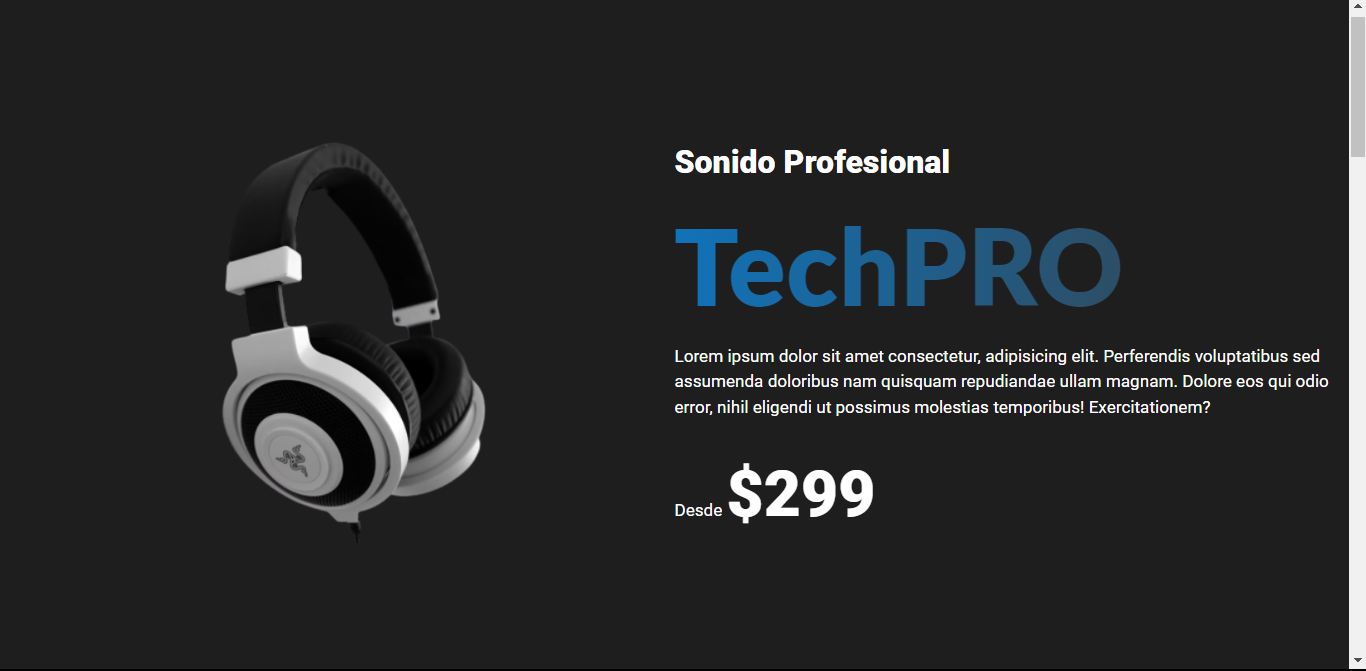 Sonido Profesional
TechPRO
Lorem ipsum dolor sit amet consectetur, adipisicing elit. Perferendis voluptatibus sed
assumenda doloribus nam quisquam repudiandae ullam magnam. Dolore eos qui odio
error, nihil eligendi ut possimus molestias temporibus! Exercitationem?
Desde $299